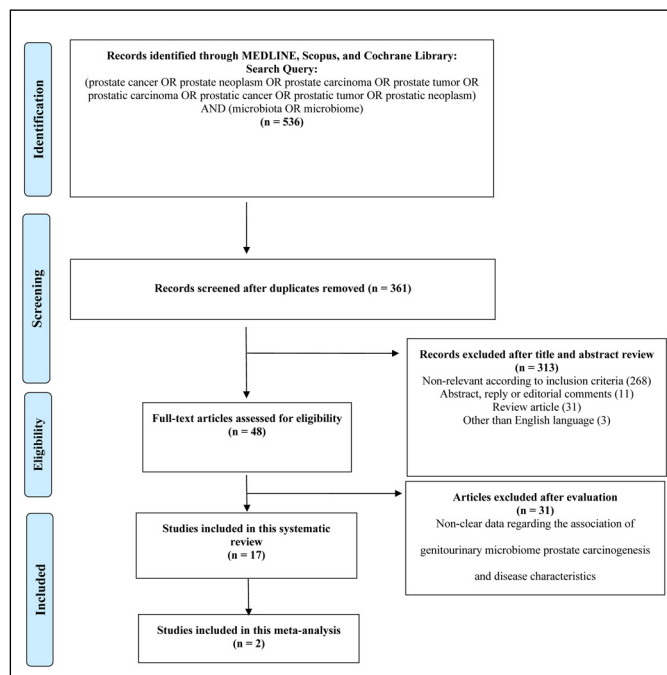 Identification
Records identified through MEDLINE, Scopus, and Cochrane Library:
Search Query:
(prostate cancer OR prostate neoplasm OR prostate carcinoma OR prostate tumor OR
prostatic carcinoma OR prostatic cancer OR prostatic tumor OR prostatic neoplasm)
AND (microbiota OR microbiome)
(n = 536)
Screening
Records screened after duplicates removed (n = 361)
Records excluded after title and abstract review
(n = 313)
Non-relevant according to inclusion criteria (268)
Abstract, reply or editorial comments (11)
Review article (31)
Other than English language (3)
Eligibility
Full-text articles assessed for eligibility
(n = 48)
Articles excluded after evaluation
(n = 31)
Non-clear data regarding the association of
genitourinary microbiome prostate carcinogenesis
and disease characteristics
Included
Studies included in this systematic
review
(n = 17)
Studies included in this meta-analysis
(n = 2)